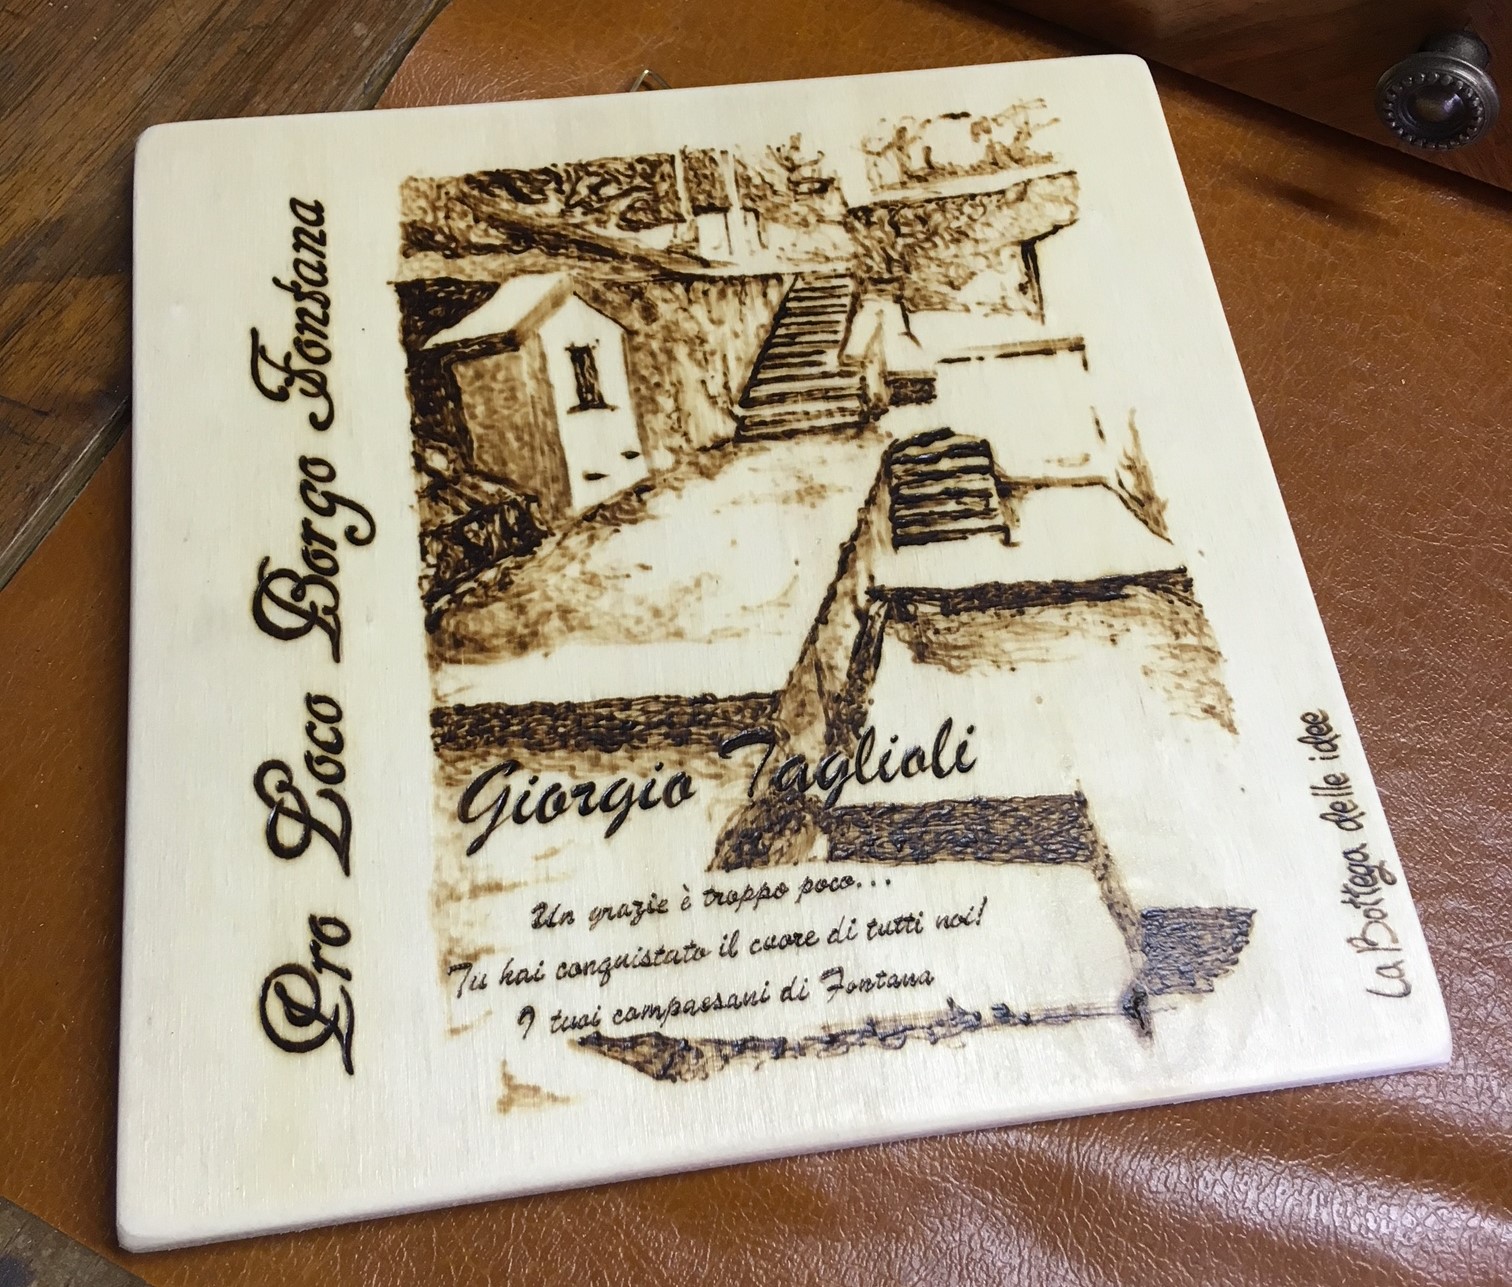 Pro Loco Borgo Fontana
Giorgio Taglioli
Un grazie è troppo poco...
Tu hai conquistato il cuore di tutti noi!
I tuoi compaesani di Fontana
La Bottega delle idee